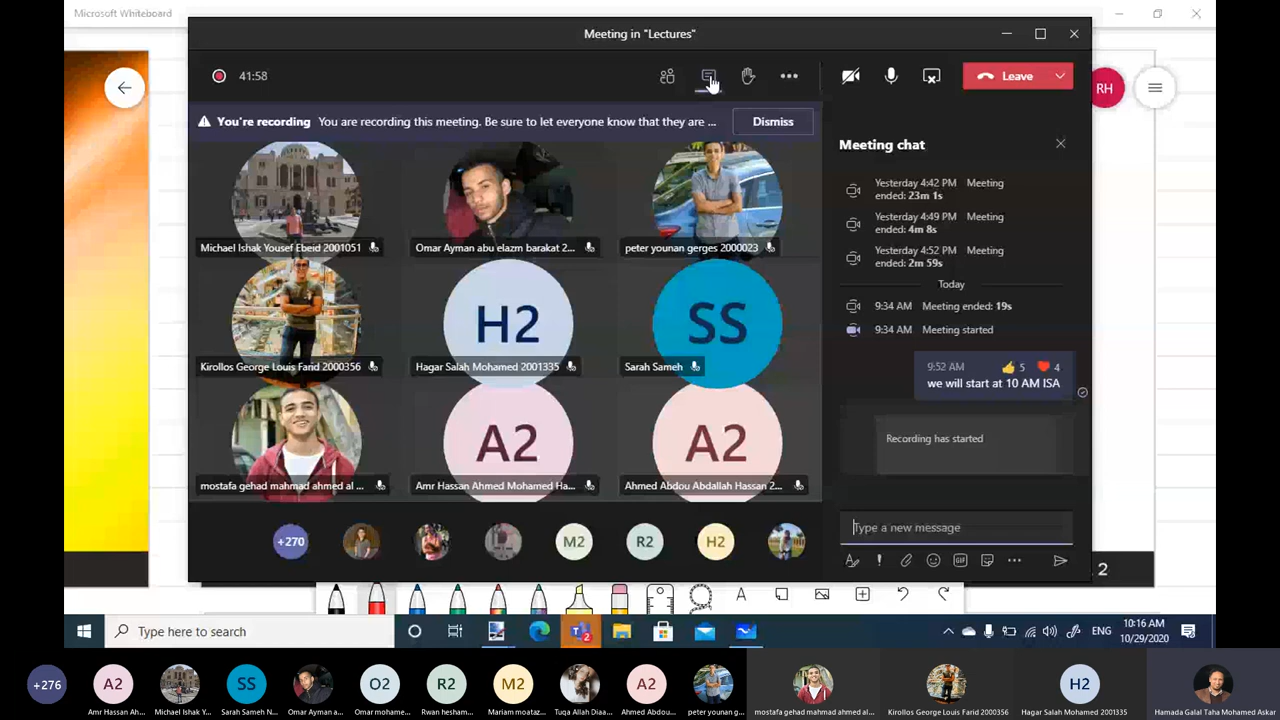 Microsoft Whiteboard
Meeting in "Lectures"
41:58
Leave
RH
You're recording You are recording this meeting. Be sure to let everyone know that they are ...
Dismiss
Meeting chat
Yesterday 4:42 PM Meeting
ended: 23m 1s
Yesterday 4:49 PM Meeting
ended: 4m 8s
Yesterday 4:52 PM Meeting
ended: 2m 59s
Today
9:34 AM Meeting ended: 19s
9:34 AM Meeting started
9:52 AM 5 4
we will start at 10 AM ISA
Recording has started
Type a new message
Michael Ishak Yousef Ebeid 2001051
Omar Ayman abu elazm barakat 2...
peter younan gerges 2000023
H2
SS
Kirollos George Louis Farid 2000356
Hagar Salah Mohamed 2001335
Sarah Sameh
A2
A2
mostafa gehad mahmad ahmed al ...
Amr Hassan Ahmed Mohamed Ha...
Ahmed Abdou Abdallah Hassan 2...
+270
M2
R2
H2
GIF
2
A
Type here to search
2
ENG
10:16 AM
10/29/2020
+276
A2
SS
O2
R2
M2
A2
H2
Amr Hassan Ah...
Michael Ishak Y...
Sarah Sameh N...
Omar Ayman a...
Omar mohame...
Rwan hesham...
Mariam moataz...
Tuqa Allah Diaa...
Ahmed Abdou...
peter younan g...
mostafa gehad mahmad ahmed al...
Kirollos George Louis Farid 2000356
Hagar Salah Mohamed 2001335
Hamada Galal Taha Mohamed Askar